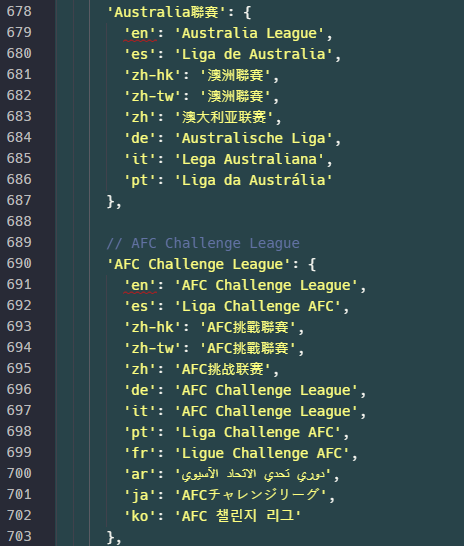 678 'Australia聯賽': {
679 'en': 'Australia League',
680 'es': 'Liga de Australia',
681 'zh-hk': '澳洲聯賽',
682 'zh-tw': '澳洲聯賽',
683 'zh': '澳大利亚联赛',
684 'de': 'Australische Liga',
685 'it': 'Lega Australiana',
686 'pt': 'Liga da Austrália'
687 },
688
689 // AFC Challenge League
690 'AFC Challenge League': {
691 'en': 'AFC Challenge League',
692 'es': 'Liga Challenge AFC',
693 'zh-hk': 'AFC挑戰聯賽',
694 'zh-tw': 'AFC挑戰聯賽',
695 'zh': 'AFC挑战联赛',
696 'de': 'AFC Challenge League',
697 'it': 'AFC Challenge League',
698 'pt': 'Liga Challenge AFC',
699 'fr': 'Ligue Challenge AFC',
700 'ar': 'دوري تحدي الاتحاد الآسيوي',
701 'ja': 'AFCチャレンジリーグ',
702 'ko': 'AFC 챌린지 리그'
703 },